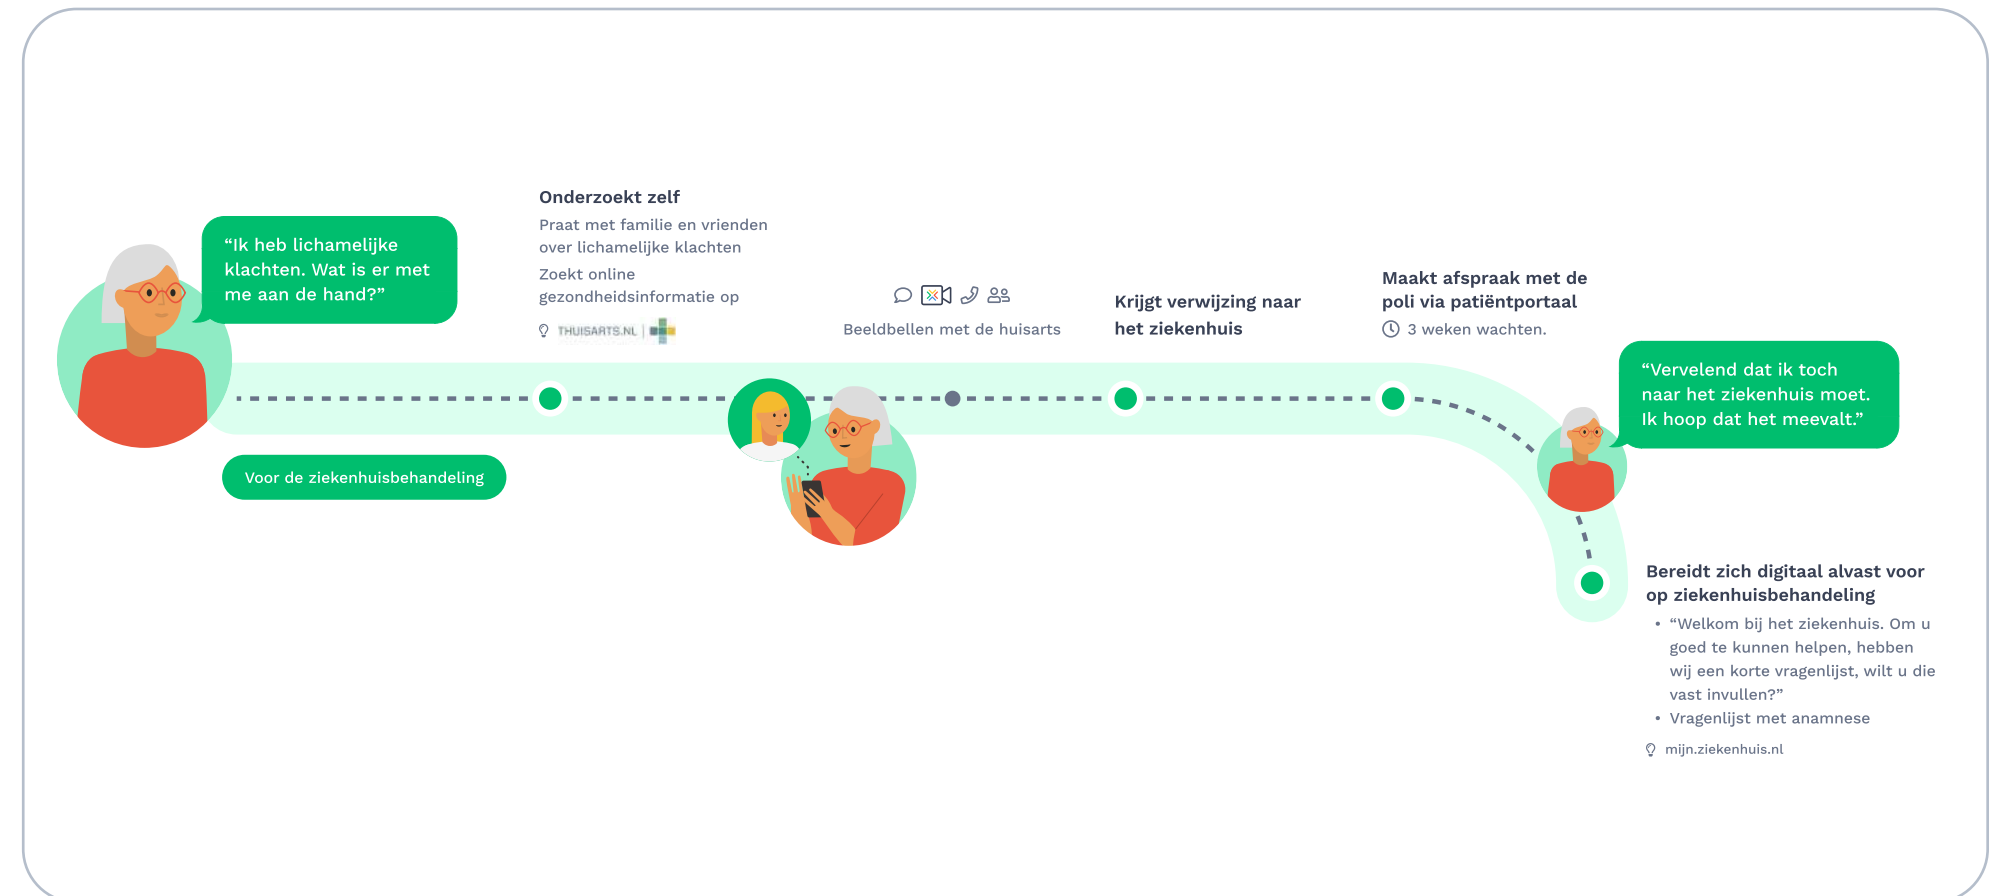 “Ik heb lichamelijke
klachten. Wat is er met
me aan de hand?”
Voor de ziekenhuisbehandeling
Onderzoekt zelf
Praat met familie en vrienden
over lichamelijke klachten
Zoekt online
gezondheidsinformatie op
THUISARTS.NL
Beeldbellen met de huisarts
Krijgt verwijzing naar
het ziekenhuis
Maakt afspraak met de
poli via patiëntportaal
3 weken wachten.
“Vervelend dat ik toch
naar het ziekenhuis moet.
Ik hoop dat het meevalt.”
Bereidt zich digitaal alvast voor
op ziekenhuisbehandeling
• “Welkom bij het ziekenhuis. Om u
goed te kunnen helpen, hebben
wij een korte vragenlijst, wilt u die
vast invullen?”
• Vragenlijst met anamnese
mijn.ziekenhuis.nl